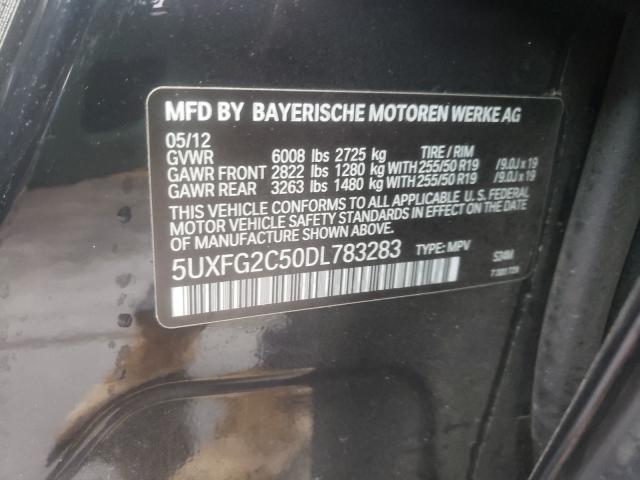 MFD BY BAYERISCHE MOTOREN WERKE AG
05/12
GVWR 6008 lbs 2725 kg TIRE / RIM
GAWR FRONT 2822 lbs 1280 kg WITH 255/50 R19 /9.0J x 19
GAWR REAR 3263 lbs 1480 kg WITH 255/50 R19 /9.0J x 19
THIS VEHICLE CONFORMS TO ALL APPLICABLE U. S. FEDERAL
MOTOR VEHICLE SAFETY STANDARDS IN EFFECT ON THE
DATE OF MANUFACTURE SHOWN ABOVE.
5UXFG2C50DL783283 TYPE: MPV